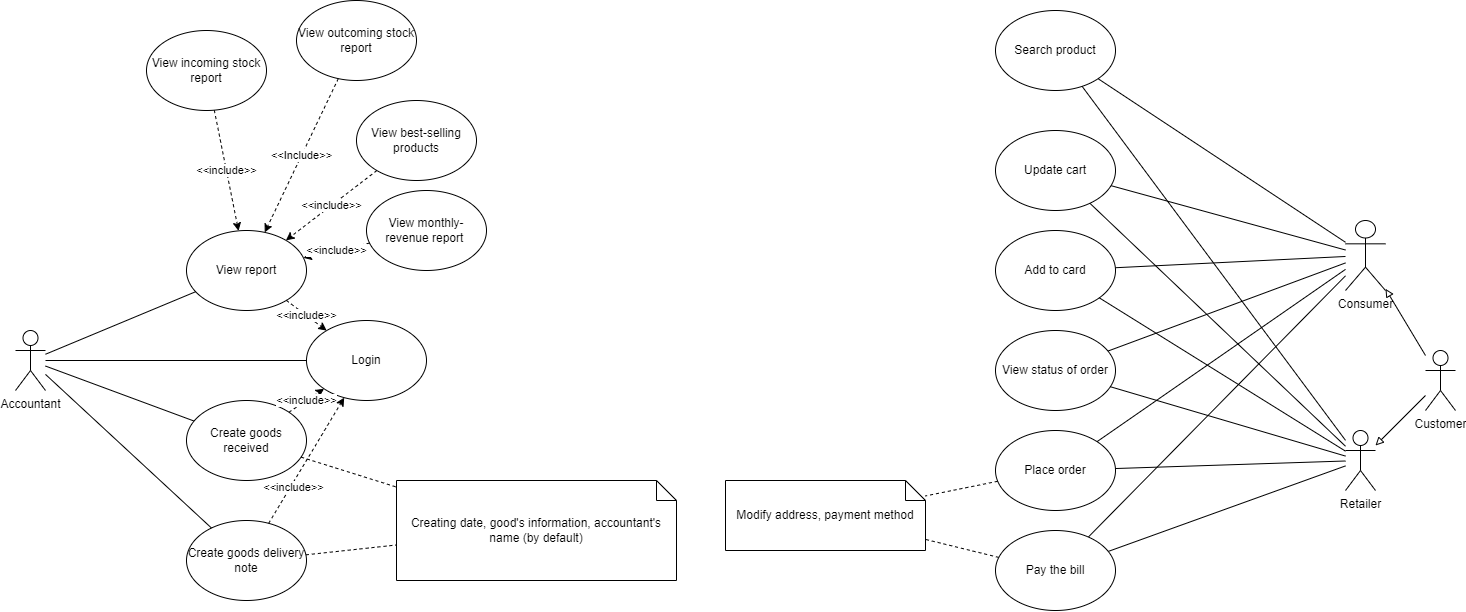 View incoming stock
report
View outcoming stock
report
View best-selling
products
View monthly-
revenue report
<<include>>
<<Include>>
<<include>>
<<include>>
View report
<<include>>
Login
Accountant
<<include>>
Create goods
received
<<include>>
Create goods delivery
note
Creating date, good's information, accountant's
name (by default)
Search product
Update cart
Add to card
View status of order
Place order
Pay the bill
Modify address, payment method
Consumer
Customer
Retailer